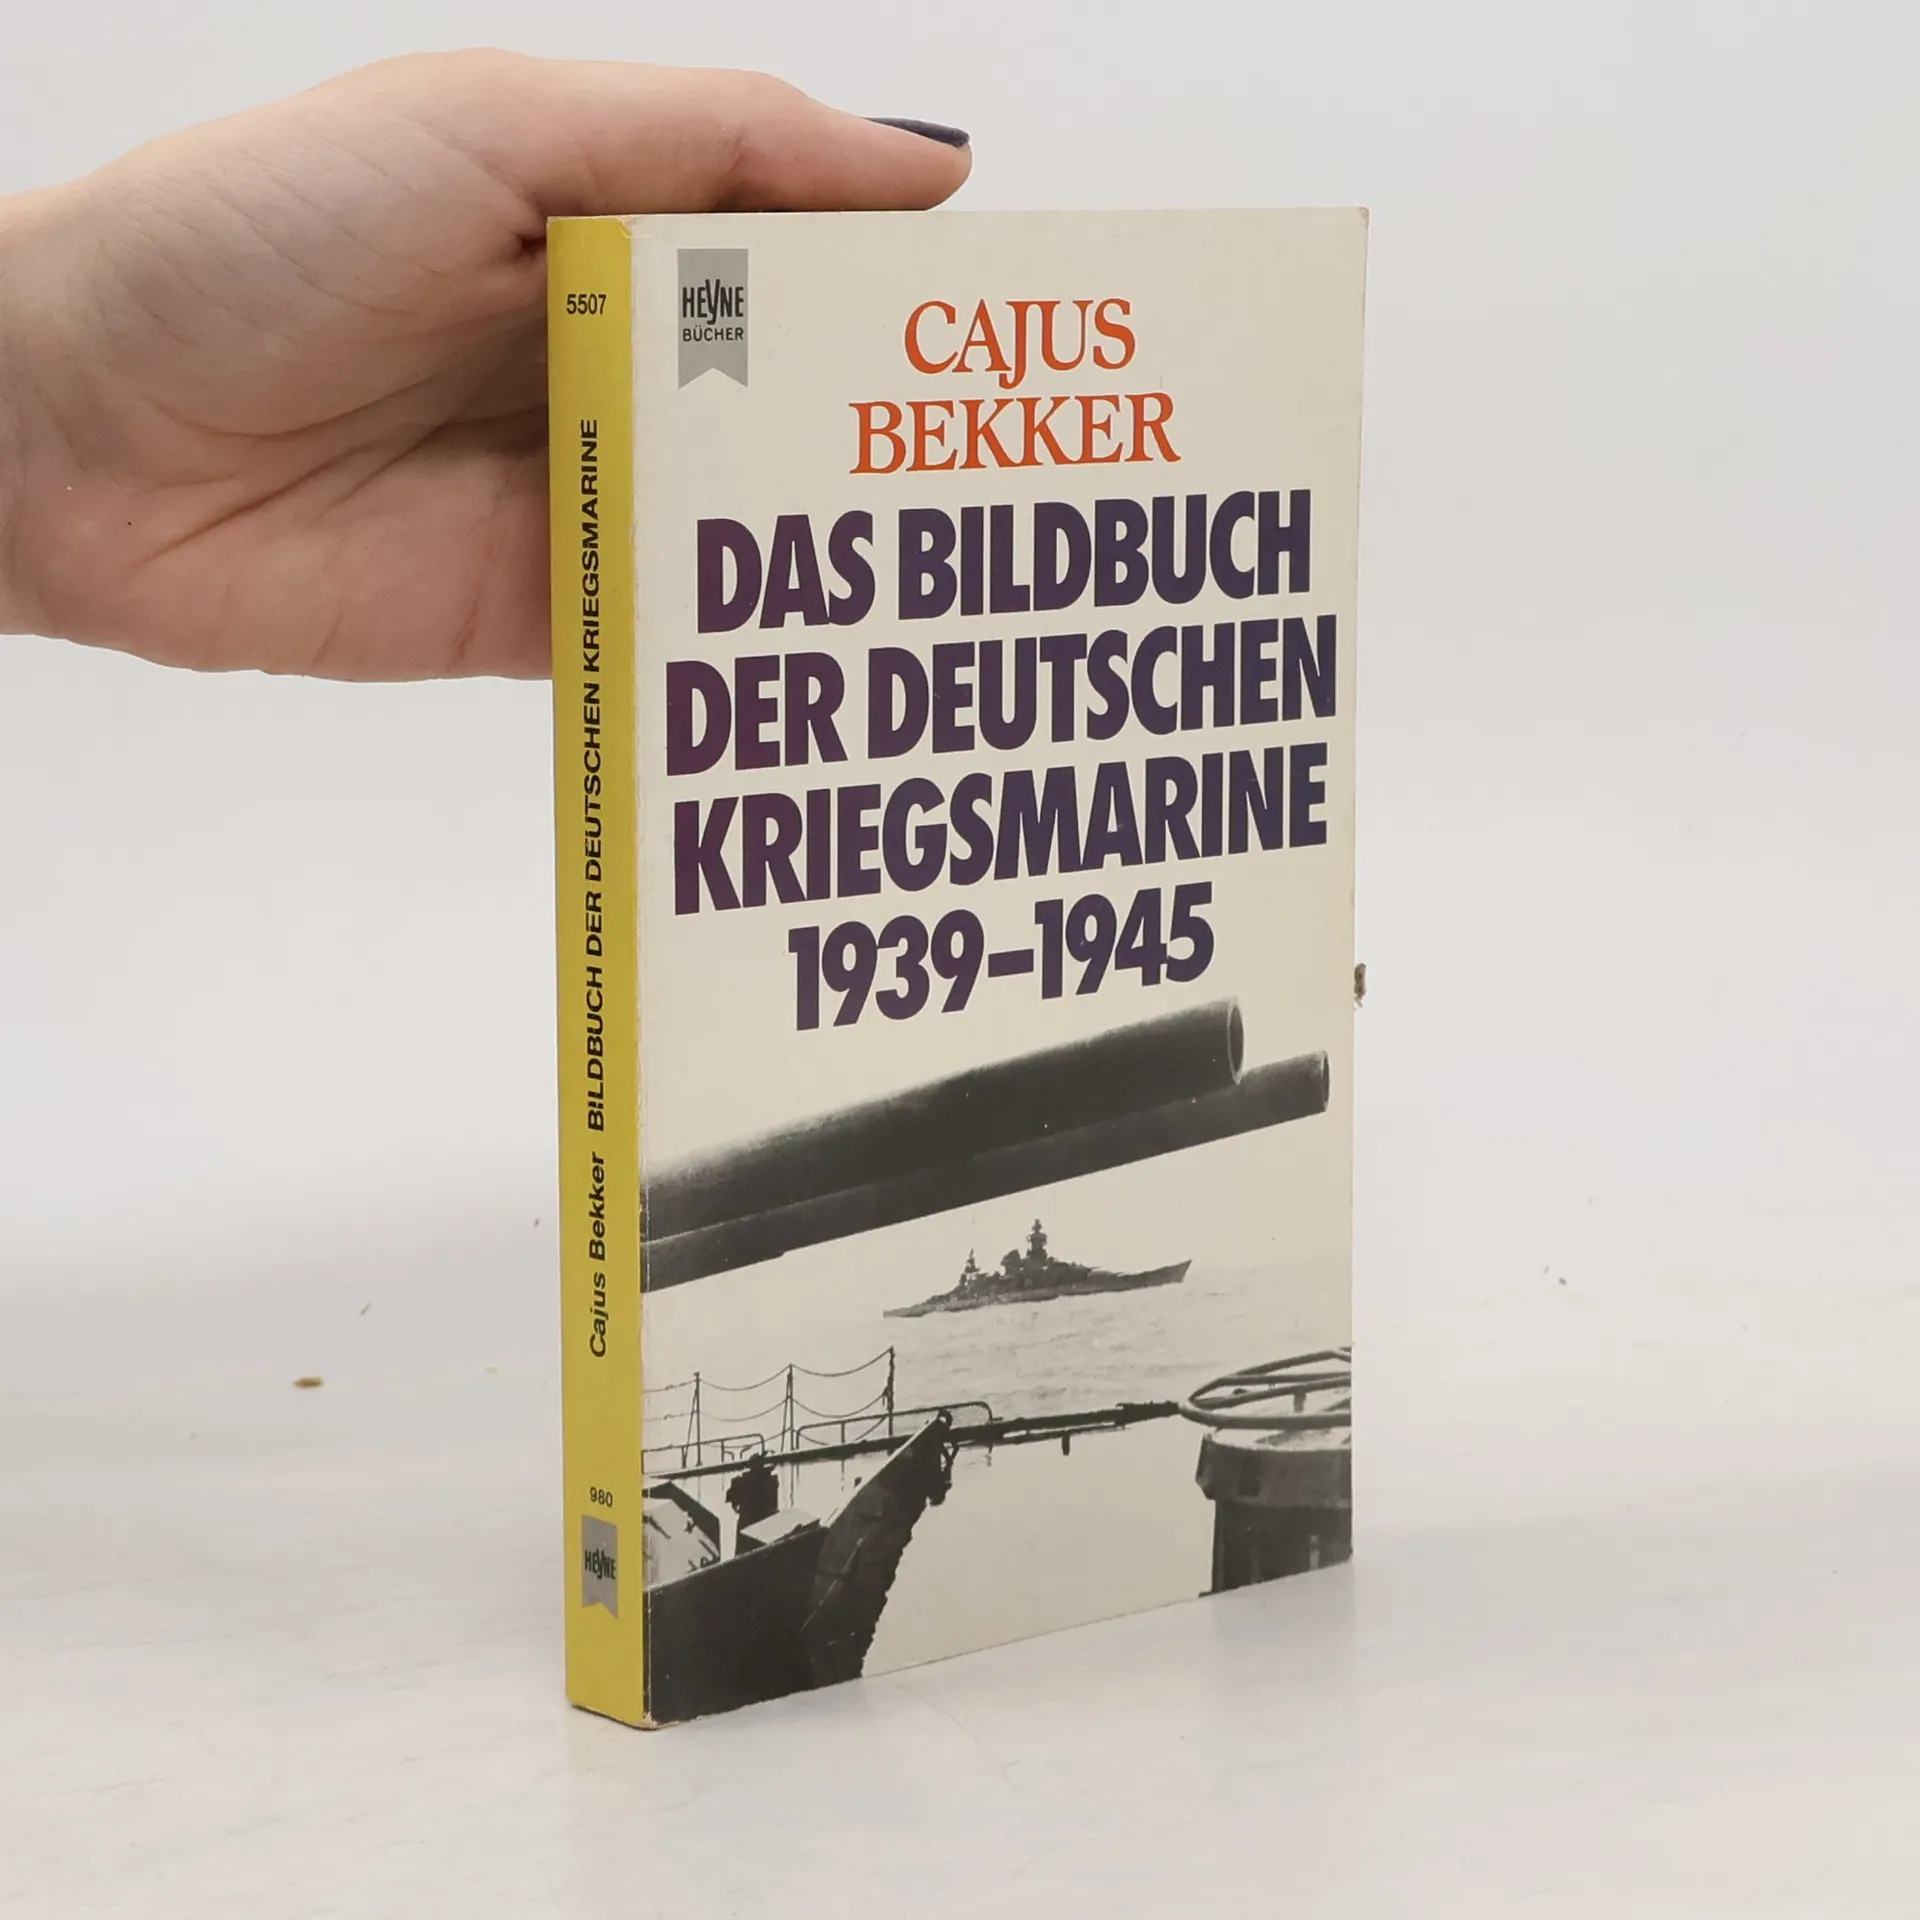 5507
Cajus Bekker BILDBUCH DER DEUTSCHEN KRIEGSMARINE
980
HEYNE
HEYNE
BÜCHER
CAJUS
BEKKER
DAS BILDBUCH
DER DEUTSCHEN
KRIEGSMARINE
1939–1945